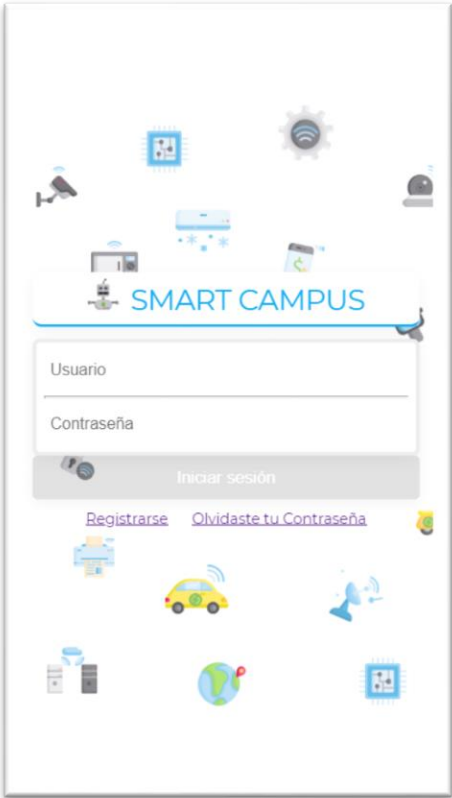 SMART CAMPUS
Usuario
Contraseña
Iniciar sesión
Registrarse Olvidaste tu Contraseña